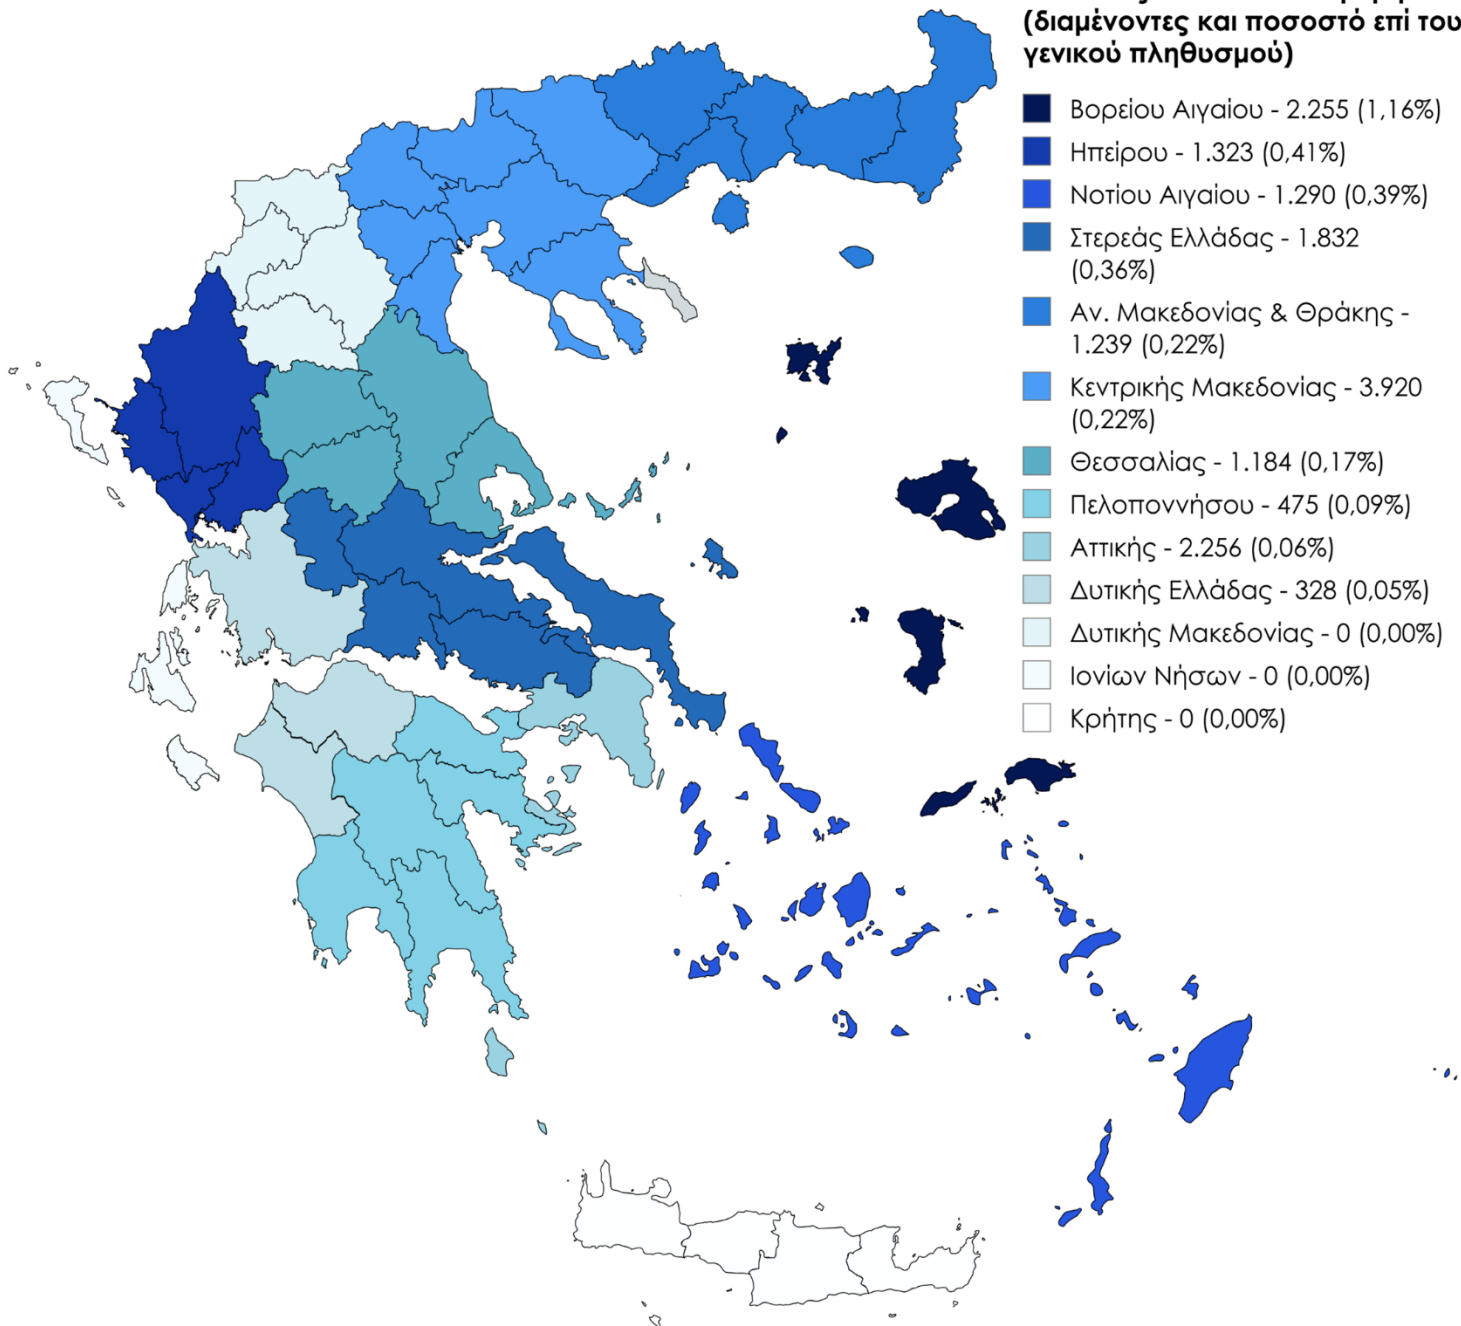 (διαμένοντες και ποσοστό επί του
γενικού πληθυσμού)
Βορείου Αιγαίου - 2.255 (1,16%)
Ηπείρου - 1.323 (0,41%)
Νοτίου Αιγαίου - 1.290 (0,39%)
Στερεάς Ελλάδας - 1.832
(0,36%)
Αν. Μακεδονίας & Θράκης -
1.239 (0,22%)
Κεντρικής Μακεδονίας - 3.920
(0,22%)
Θεσσαλίας - 1.184 (0,17%)
Πελοποννήσου - 475 (0,09%)
Αττικής - 2.256 (0,06%)
Δυτικής Ελλάδας - 328 (0,05%)
Δυτικής Μακεδονίας - 0 (0,00%)
Ιονίων Νήσων - 0 (0,00%)
Κρήτης - 0 (0,00%)